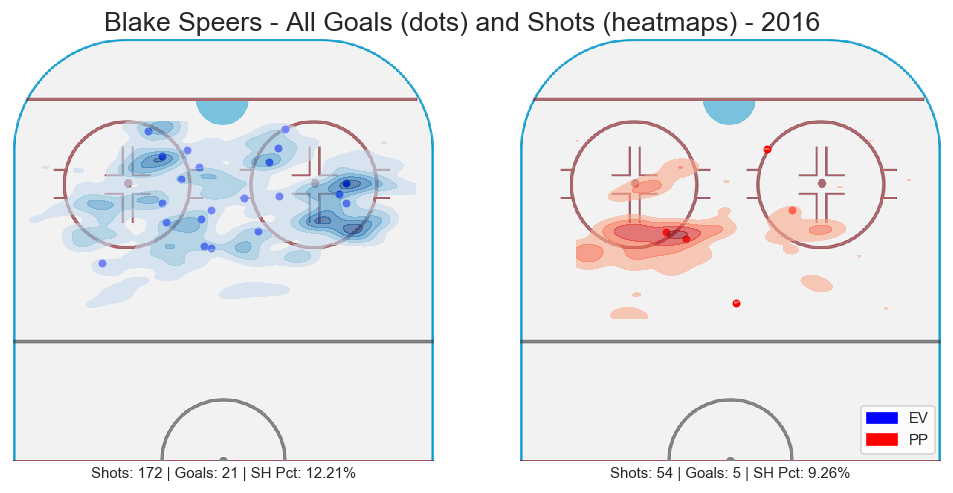 Blake Speers - All Goals (dots) and Shots (heatmaps) - 2016
EV
PP
Shots: 172 | Goals: 21 | SH Pct: 12.21%
Shots: 54 | Goals: 5 | SH Pct: 9.26%